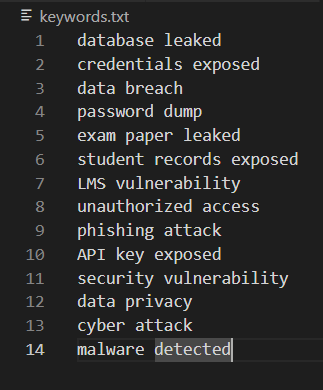 keywords.txt
1 database leaked
2 credentials exposed
3 data breach
4 password dump
5 exam paper leaked
6 student records exposed
7 LMS vulnerability
8 unauthorized access
9 phishing attack
10 API key exposed
11 security vulnerability
12 data privacy
13 cyber attack
14 malware detected